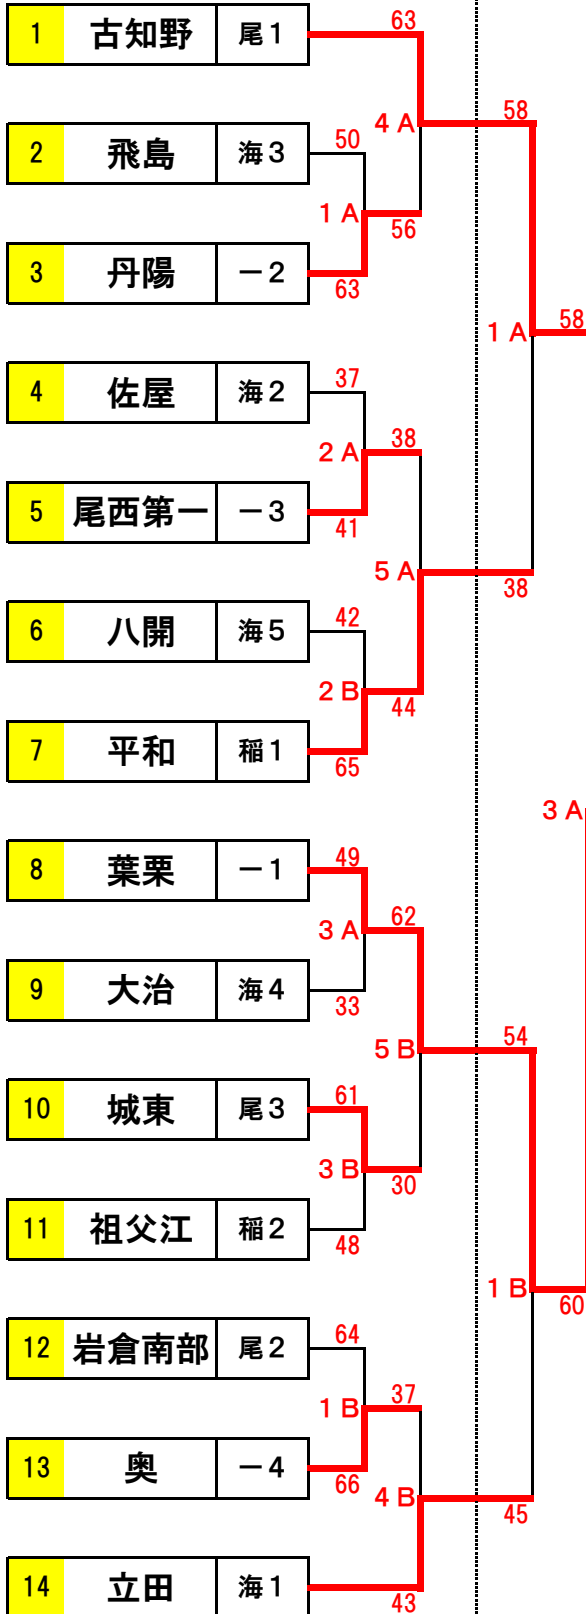 63
1 古知野 尾1
58
4 A
50
2 飛島 海3
1 A
56
3 丹陽 一2
63
58
1 A
37
4 佐屋 海2
38
2 A
5 尾西第一 一3
41
5 A
38
42
6 八開 海5
2 B
44
7 平和 稲1
65
3 A
49
8 葉栗 一1
62
3 A
9 大治 海4
33
54
5 B
61
10 城東 尾3
3 B
30
11 祖父江 稲2
48
1 B
60
64
12 岩倉南部 尾2
37
1 B
13 奥 一4
66
4 B
45
14 立田 海1
43